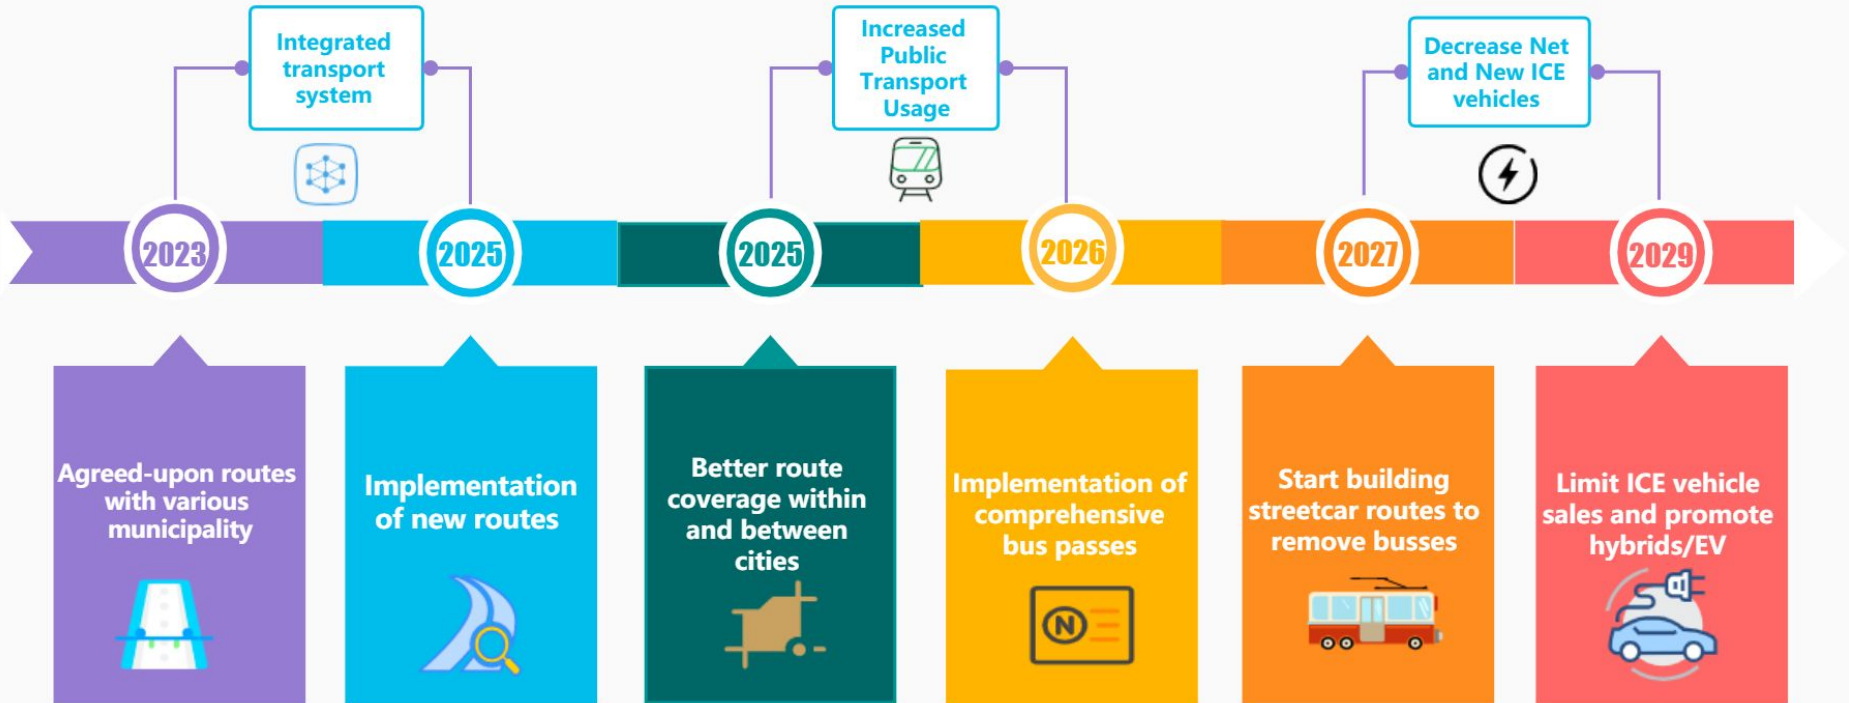 Integrated
transport
system
Increased
Public
Transport
Usage
Decrease Net
and New ICE
vehicles
2023
2025
2025
2026
2027
2029
Agreed-upon routes
with various
municipality
Implementation
of new routes
Better route
coverage within
and between
cities
Implementation of
comprehensive
bus passes
N
Start building
streetcar routes to
remove busses
Limit ICE vehicle
sales and promote
hybrids/EV